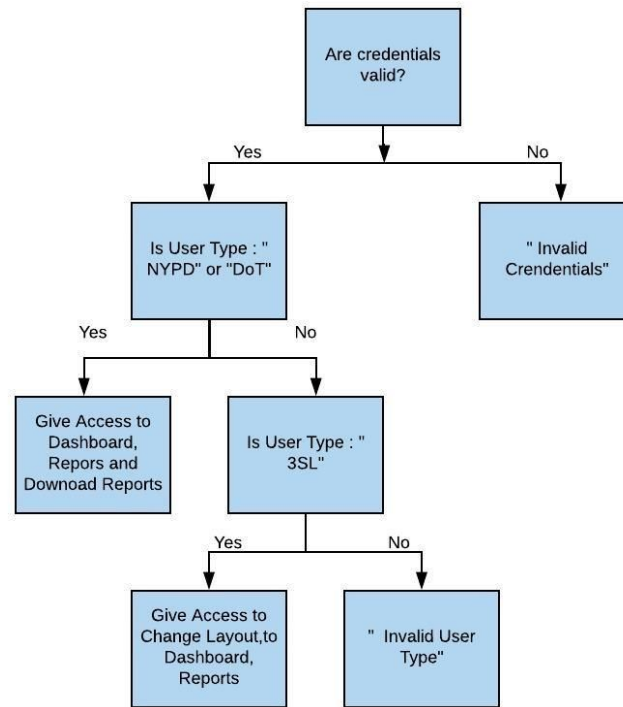 Are credentials
valid?
Yes
No
Is User Type : "
NYPD" or "DoT"
" Invalid
Crendentials"
Yes
No
Give Access to
Dashboard,
Repors and
Downoad Reports
Is User Type : "
3SL"
Yes
No
Give Access to
Change Layout,to
Dashboard,
Reports
" Invalid User
Type"